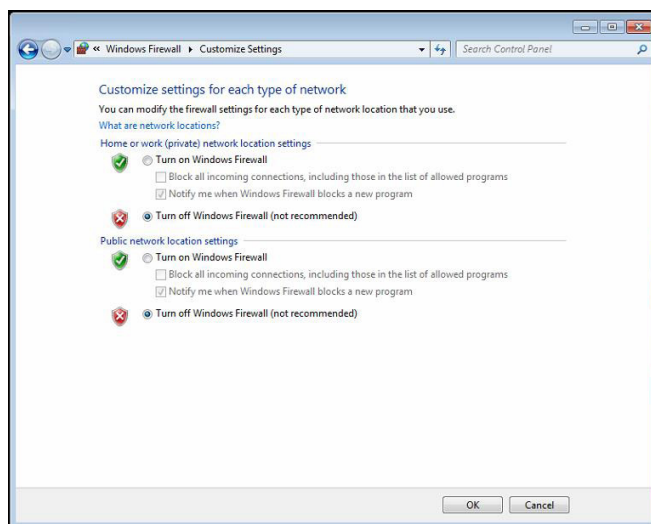 « Windows Firewall ▸ Customize Settings
Search Control Panel
Customize settings for each type of network
You can modify the firewall settings for each type of network location that you use.
What are network locations?
Home or work (private) network location settings
Turn on Windows Firewall
Block all incoming connections, including those in the list of allowed programs
Notify me when Windows Firewall blocks a new program
Turn off Windows Firewall (not recommended)
Public network location settings
Turn on Windows Firewall
Block all incoming connections, including those in the list of allowed programs
Notify me when Windows Firewall blocks a new program
Turn off Windows Firewall (not recommended)
OK Cancel